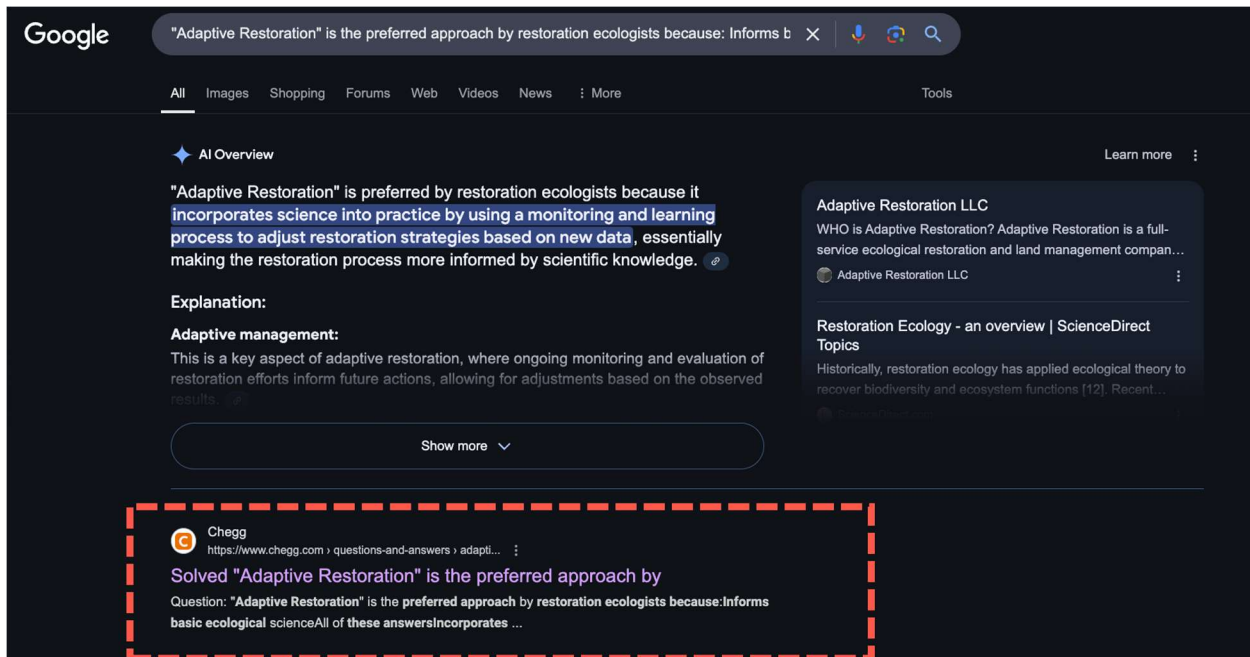 Google
"Adaptive Restoration" is the preferred approach by restoration ecologists because: Informs b
All Images Shopping Forums Web Videos News More Tools
AI Overview
Learn more
"Adaptive Restoration" is preferred by restoration ecologists because it
incorporates science into practice by using a monitoring and learning
process to adjust restoration strategies based on new data, essentially
making the restoration process more informed by scientific knowledge.
Explanation:
Adaptive management:
This is a key aspect of adaptive restoration, where ongoing monitoring and evaluation of
restoration efforts inform future actions, allowing for adjustments based on the observed
results.
Show more
Adaptive Restoration LLC
WHO is Adaptive Restoration? Adaptive Restoration is a full-
service ecological restoration and land management compan...
Adaptive Restoration LLC
Restoration Ecology - an overview | ScienceDirect
Topics
Historically, restoration ecology has applied ecological theory to
recover biodiversity and ecosystem functions [12]. Recent...
Chegg
https://www.chegg.com › questions-and-answers › adapti...
Solved "Adaptive Restoration" is the preferred approach by
Question: "Adaptive Restoration" is the preferred approach by restoration ecologists because:Informs
basic ecological scienceAll of these answersIncorporates ...